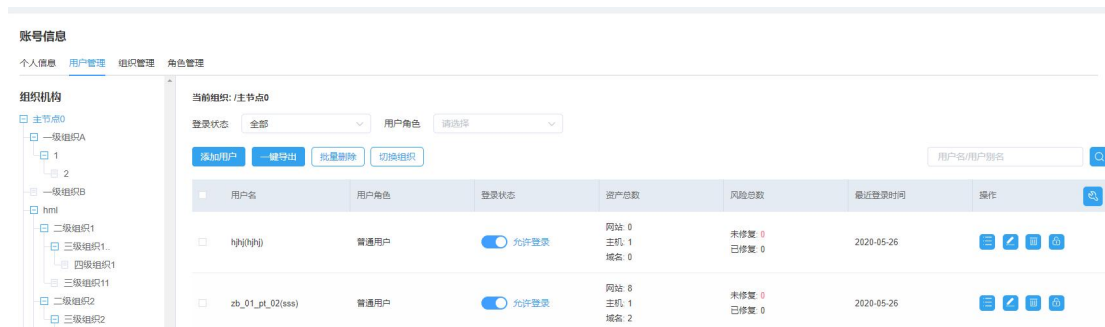 账号信息
个人信息 用户管理 组织管理 角色管理
组织机构
主节点0
一级组织A
1
2
一级组织B
hml
二级组织1
三级组织1...
四级组织1
三级组织11
二级组织2
三级组织2
当前组织: /主节点0
登录状态 全部 用户角色 请选择
添加用户 一键导出 批量删除 切换组织 用户名/用户别名
用户名 用户角色 登录状态 资产总数 风险总数 最近登录时间 操作
hjhj(hjhj) 普通用户 允许登录 网站: 0
主机: 1
域名: 0
未修复: 0
已修复: 0
2020-05-26
zb_01_pt_02(sss) 普通用户 允许登录 网站: 8
主机: 1
域名: 2
未修复: 0
已修复: 0
2020-05-26